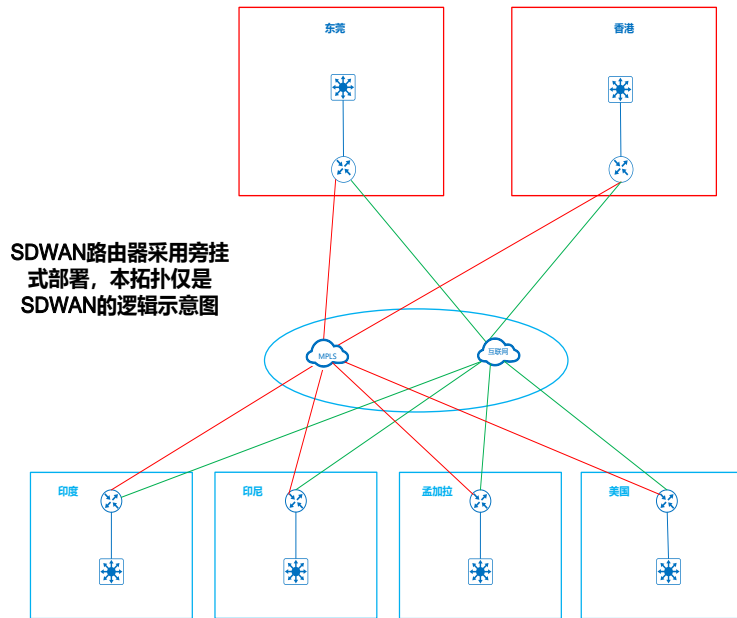 东莞
香港
SDWAN路由器采用旁挂
式部署，本拓扑仅是
SDWAN的逻辑示意图
MPLS
互联网
印度
印尼
孟加拉
美国